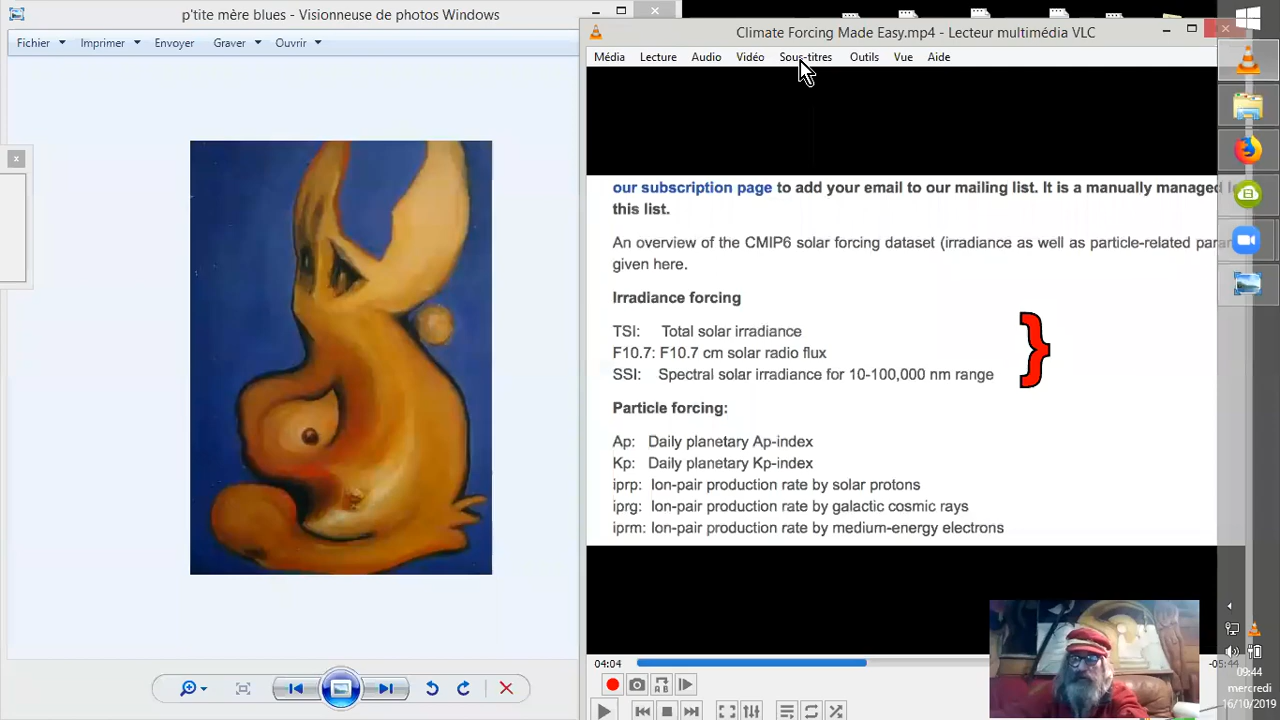 p'tite mère blues - Visionneuse de photos Windows
Fichier Imprimer Envoyer Graver Ouvrir
Climate Forcing Made Easy.mp4 - Lecteur multimédia VLC
Média Lecture Audio Vidéo Sous-titres Outils Vue Aide
our subscription page to add your email to our mailing list. It is a manually managed
this list.
An overview of the CMIP6 solar forcing dataset (irradiance as well as particle-related
given here.
Irradiance forcing
TSI: Total solar irradiance
F10.7: F10.7 cm solar radio flux
SSI: Spectral solar irradiance for 10-100,000 nm range
}
Particle forcing:
Ap: Daily planetary Ap-index
Kp: Daily planetary Kp-index
iprp: Ion-pair production rate by solar protons
iprg: Ion-pair production rate by galactic cosmic rays
iprm: Ion-pair production rate by medium-energy electrons
04:04
-05:44
09:44
mercredi
16/10/2019